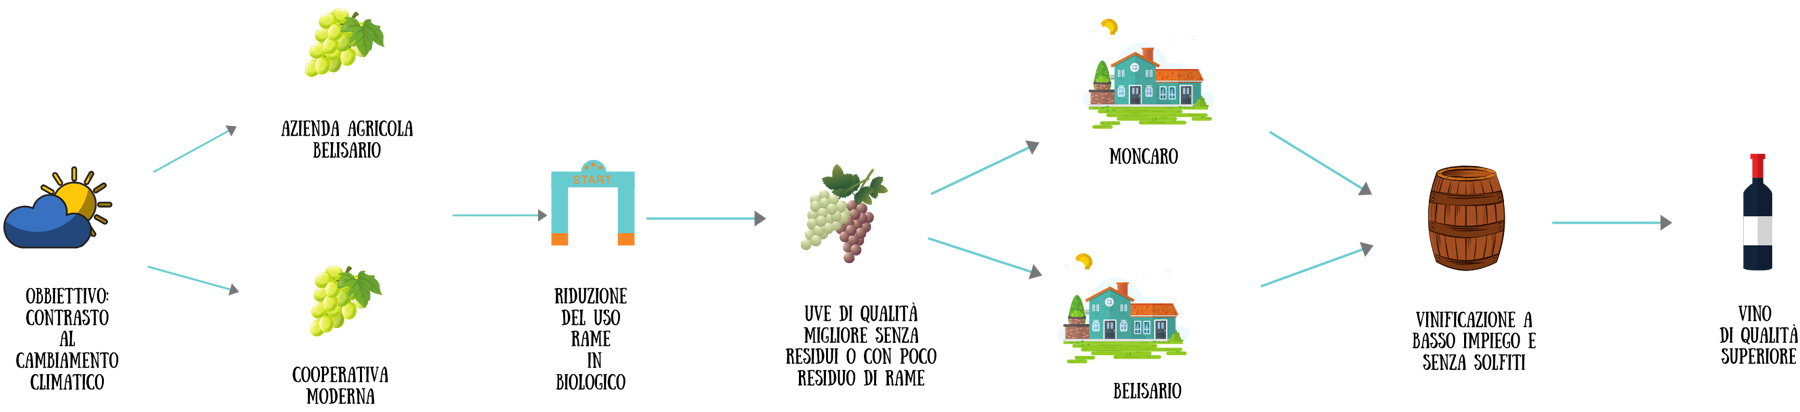 OBBIETTIVO:
CONTRASTO
AL
CAMBIAMENTO
CLIMATICO
AZIENDA AGRICOLA
BELISARIO
COOPERATIVA
MODERNA
START
RIDUZIONE
DEL USO
RAME
IN
BIOLOGICO
UVE DI QUALITÀ
MIGLIORE SENZA
RESIDUI O CON POCO
RESIDUO DI RAME
MONCARO
BELISARIO
VINIFICAZIONE A
BASSO IMPIEGO E
SENZA SOLFITI
VINO
DI QUALITÀ
SUPERIORE